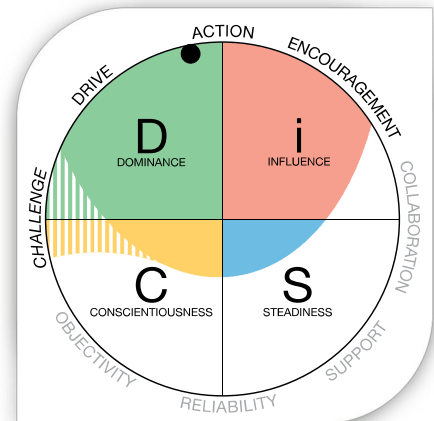 ACTION
ENCOURAGEMENT
DRIVE
D
DOMINANCE
i
INFLUENCE
CHALLENGE
COLLABORATION
C
CONSCIENTIOUSNESS
S
STEADINESS
OBJECTIVITY
SUPPORT
RELIABILITY